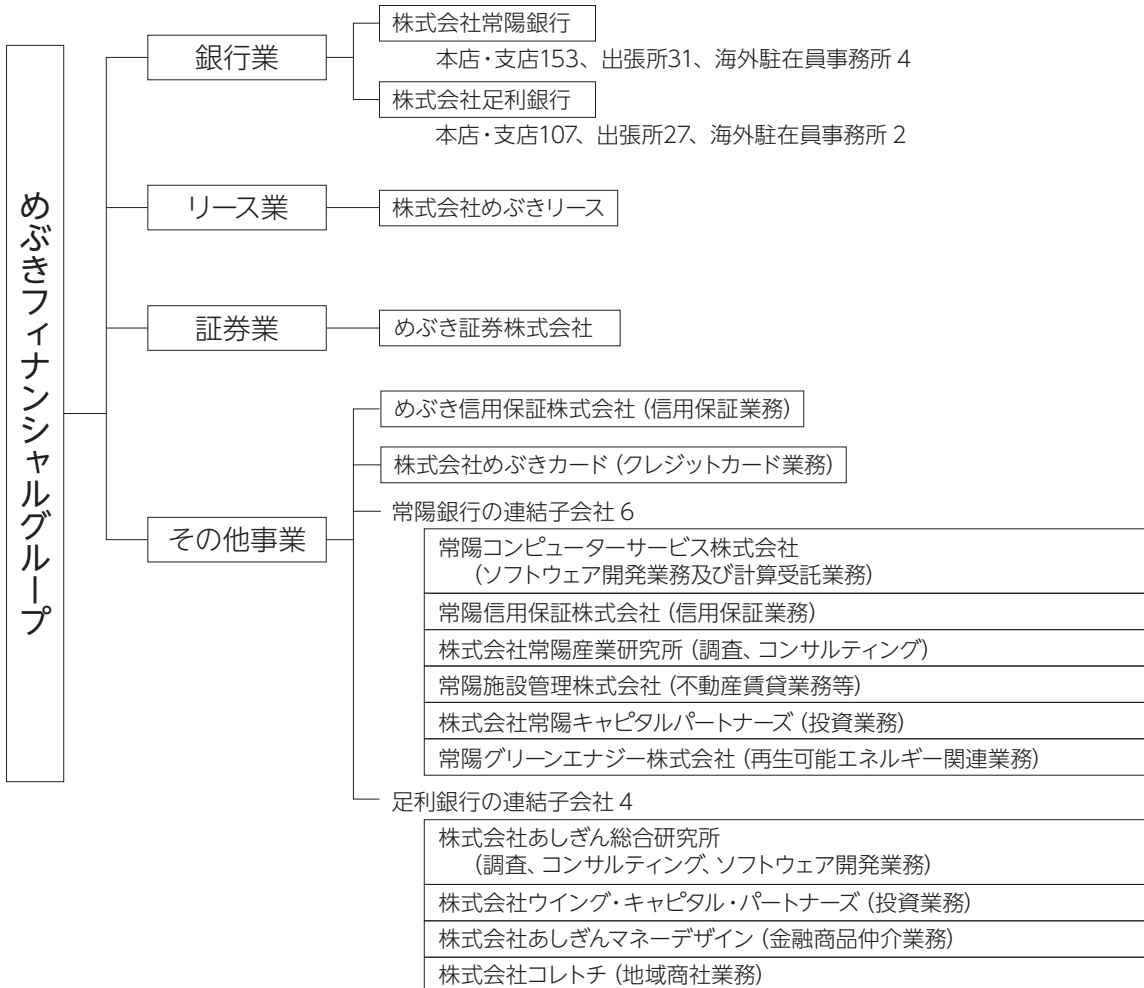 めぶきフィナンシャルグループ
銀行業
株式会社常陽銀行
本店・支店153、出張所31、海外駐在員事務所 4
株式会社足利銀行
本店・支店107、出張所27、海外駐在員事務所 2
リース業
株式会社めぶきリース
証券業
めぶき証券株式会社
その他事業
めぶき信用保証株式会社 (信用保証業務)
株式会社めぶきカード (クレジットカード業務)
常陽銀行の連結子会社 6
常陽コンピューターサービス株式会社
(ソフトウェア開発業務及び計算受託業務)
常陽信用保証株式会社 (信用保証業務)
株式会社常陽産業研究所 (調査、コンサルティング)
常陽施設管理株式会社 (不動産賃貸業務等)
株式会社常陽キャピタルパートナーズ (投資業務)
常陽グリーンエナジー株式会社 (再生可能エネルギー関連業務)
足利銀行の連結子会社 4
株式会社あしぎん総合研究所
(調査、コンサルティング、ソフトウェア開発業務)
株式会社ウイング・キャピタル・パートナーズ (投資業務)
株式会社あしぎんマネーデザイン (金融商品仲介業務)
株式会社コレトチ (地域商社業務)